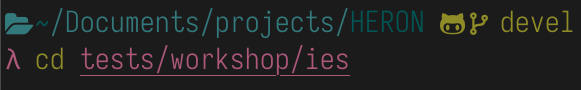 ~/Documents/projects/HERON devel
λ cd tests/workshop/ies